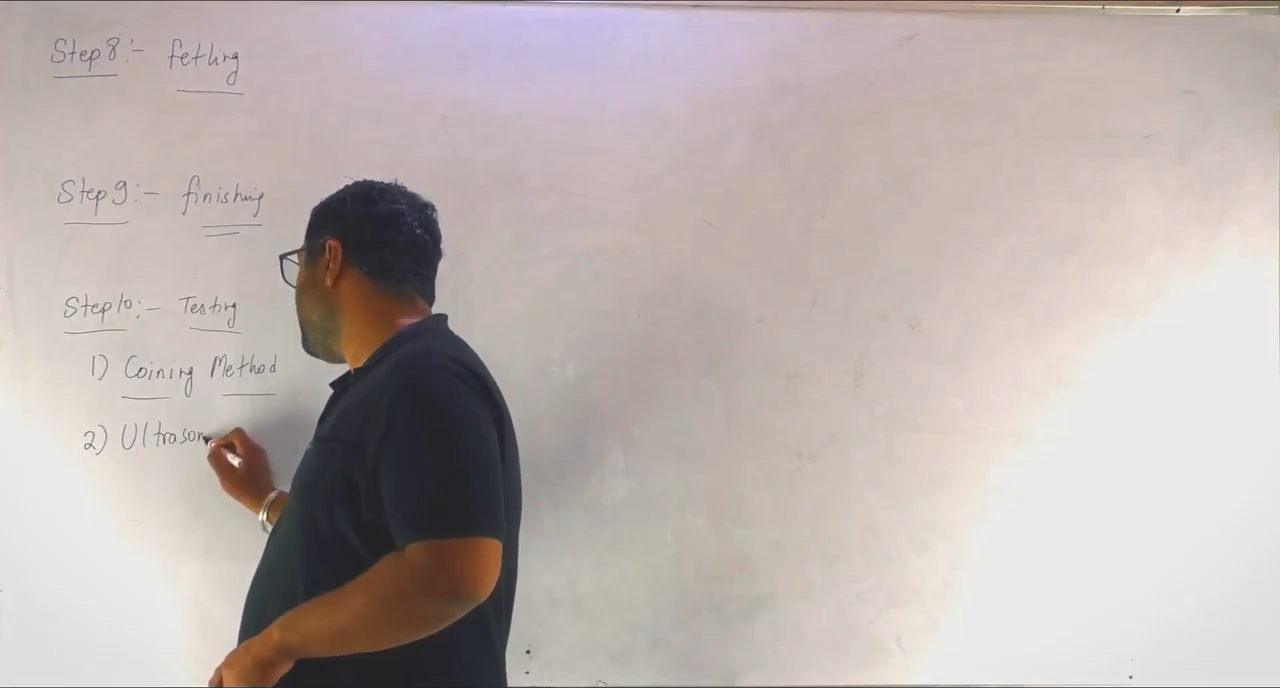 Step 8:- fetling
Step 9:- finishing
Step 10:- Testing
1) Coining Method
2) Ultrason